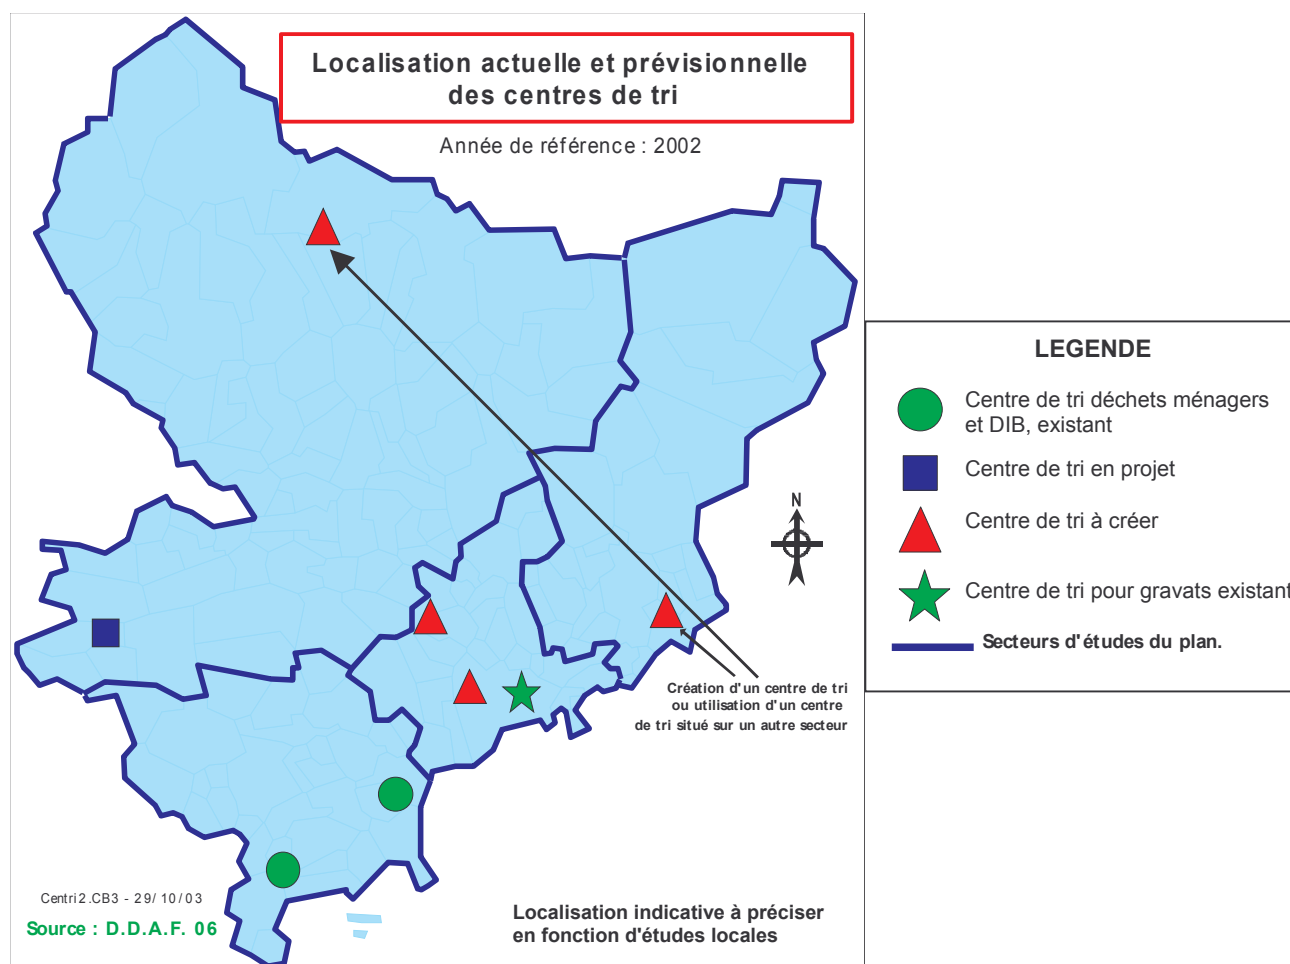 Localisation actuelle et prévisionnelle
des centres de tri
Année de référence : 2002
LEGENDE
Centre de tri déchets ménagers
et DIB, existant
Centre de tri en projet
Centre de tri à créer
Centre de tri pour gravats existant
Secteurs d'études du plan.
N
Création d'un centre de tri
ou utilisation d'un centre
de tri situé sur un autre secteur
Centri2.CB3 - 29/10/03
Source : D.D.A.F. 06
Localisation indicative à préciser
en fonction d'études locales